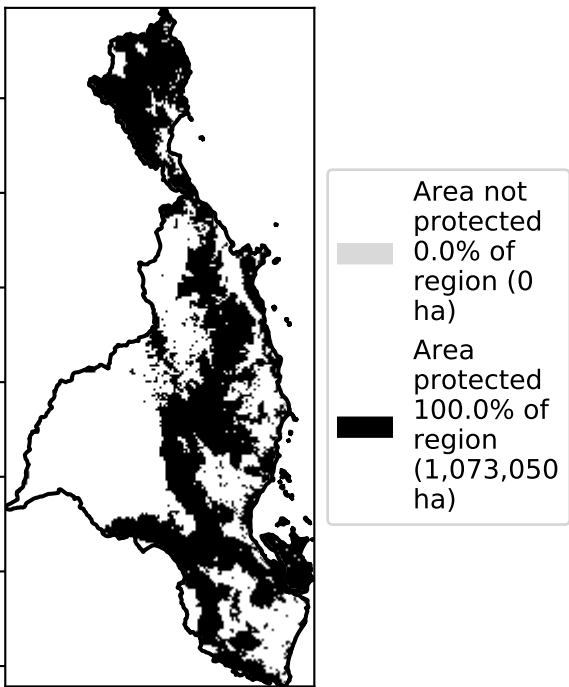 Area not
protected
0.0% of
region (0
ha)
Area
protected
100.0% of
region
(1,073,050
ha)